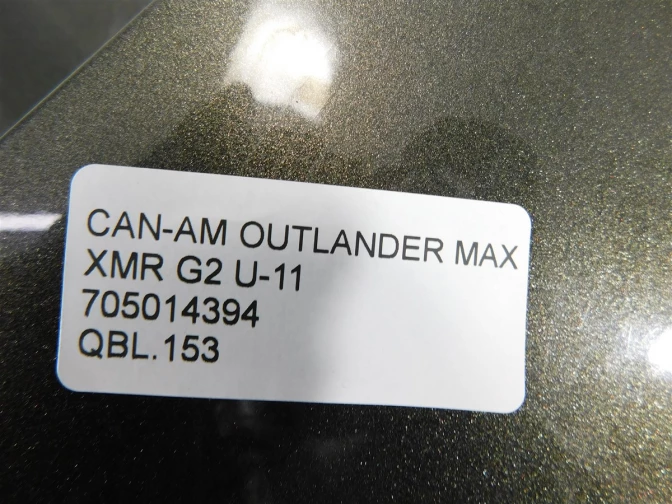 CAN-AM OUTLANDER MAX
XMR G2 U-11
705014394
QBL.153